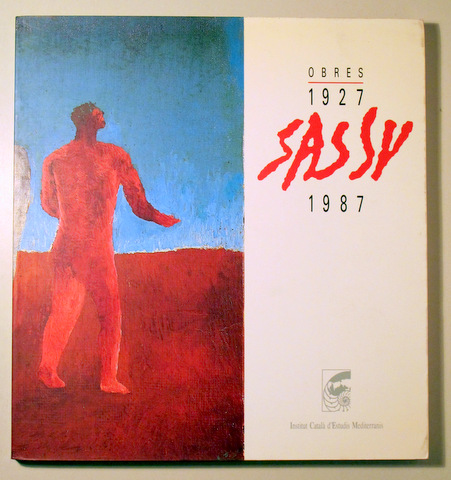 OBRES
1927
SASSU
1987
Institut Català d'Estudis Mediterranis